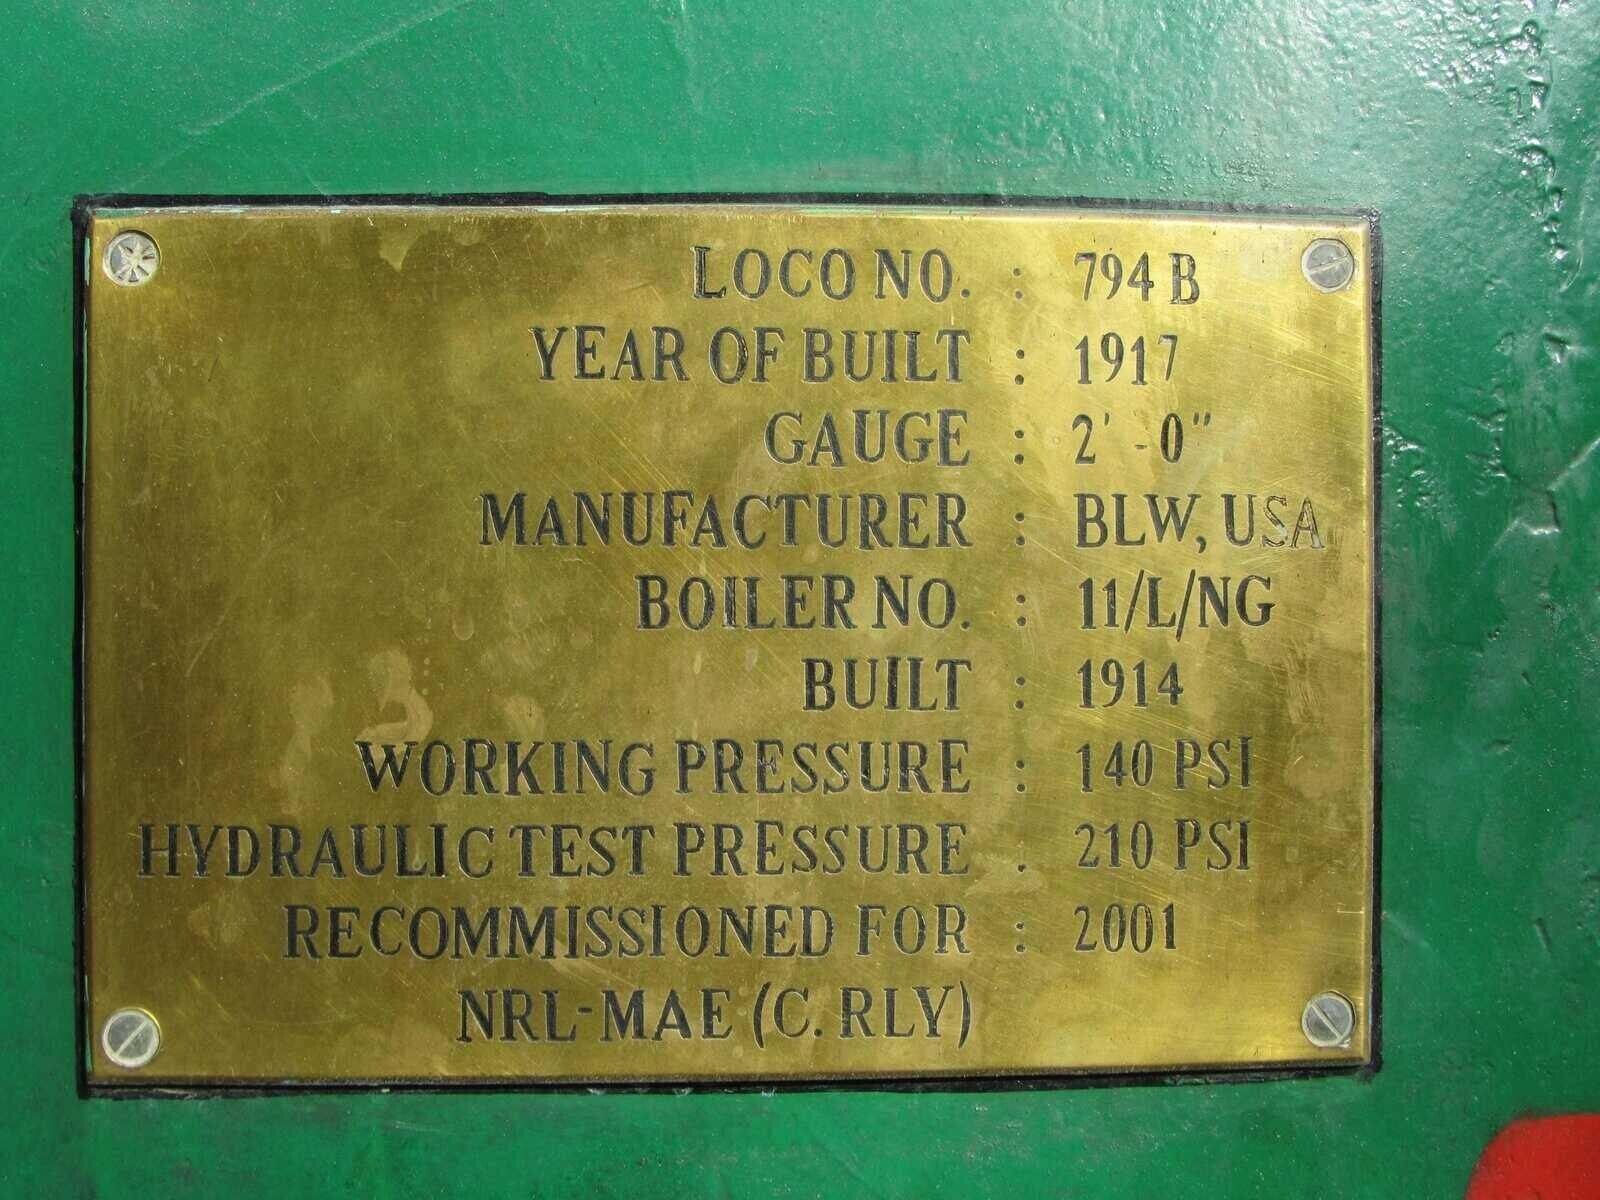 LOCO NO. : 794 B
YEAR OF BUILT : 1917
GAUGE : 2' - 0"
MANUFACTURER : BLW, USA
BOILER NO. : 11/L/NG
BUILT : 1914
WORKING PRESSURE : 140 PSI
HYDRAULIC TEST PRESSURE . 210 PSI
RECOMMISSIONED FOR : 2001
NRL-MAE (C. RLY)